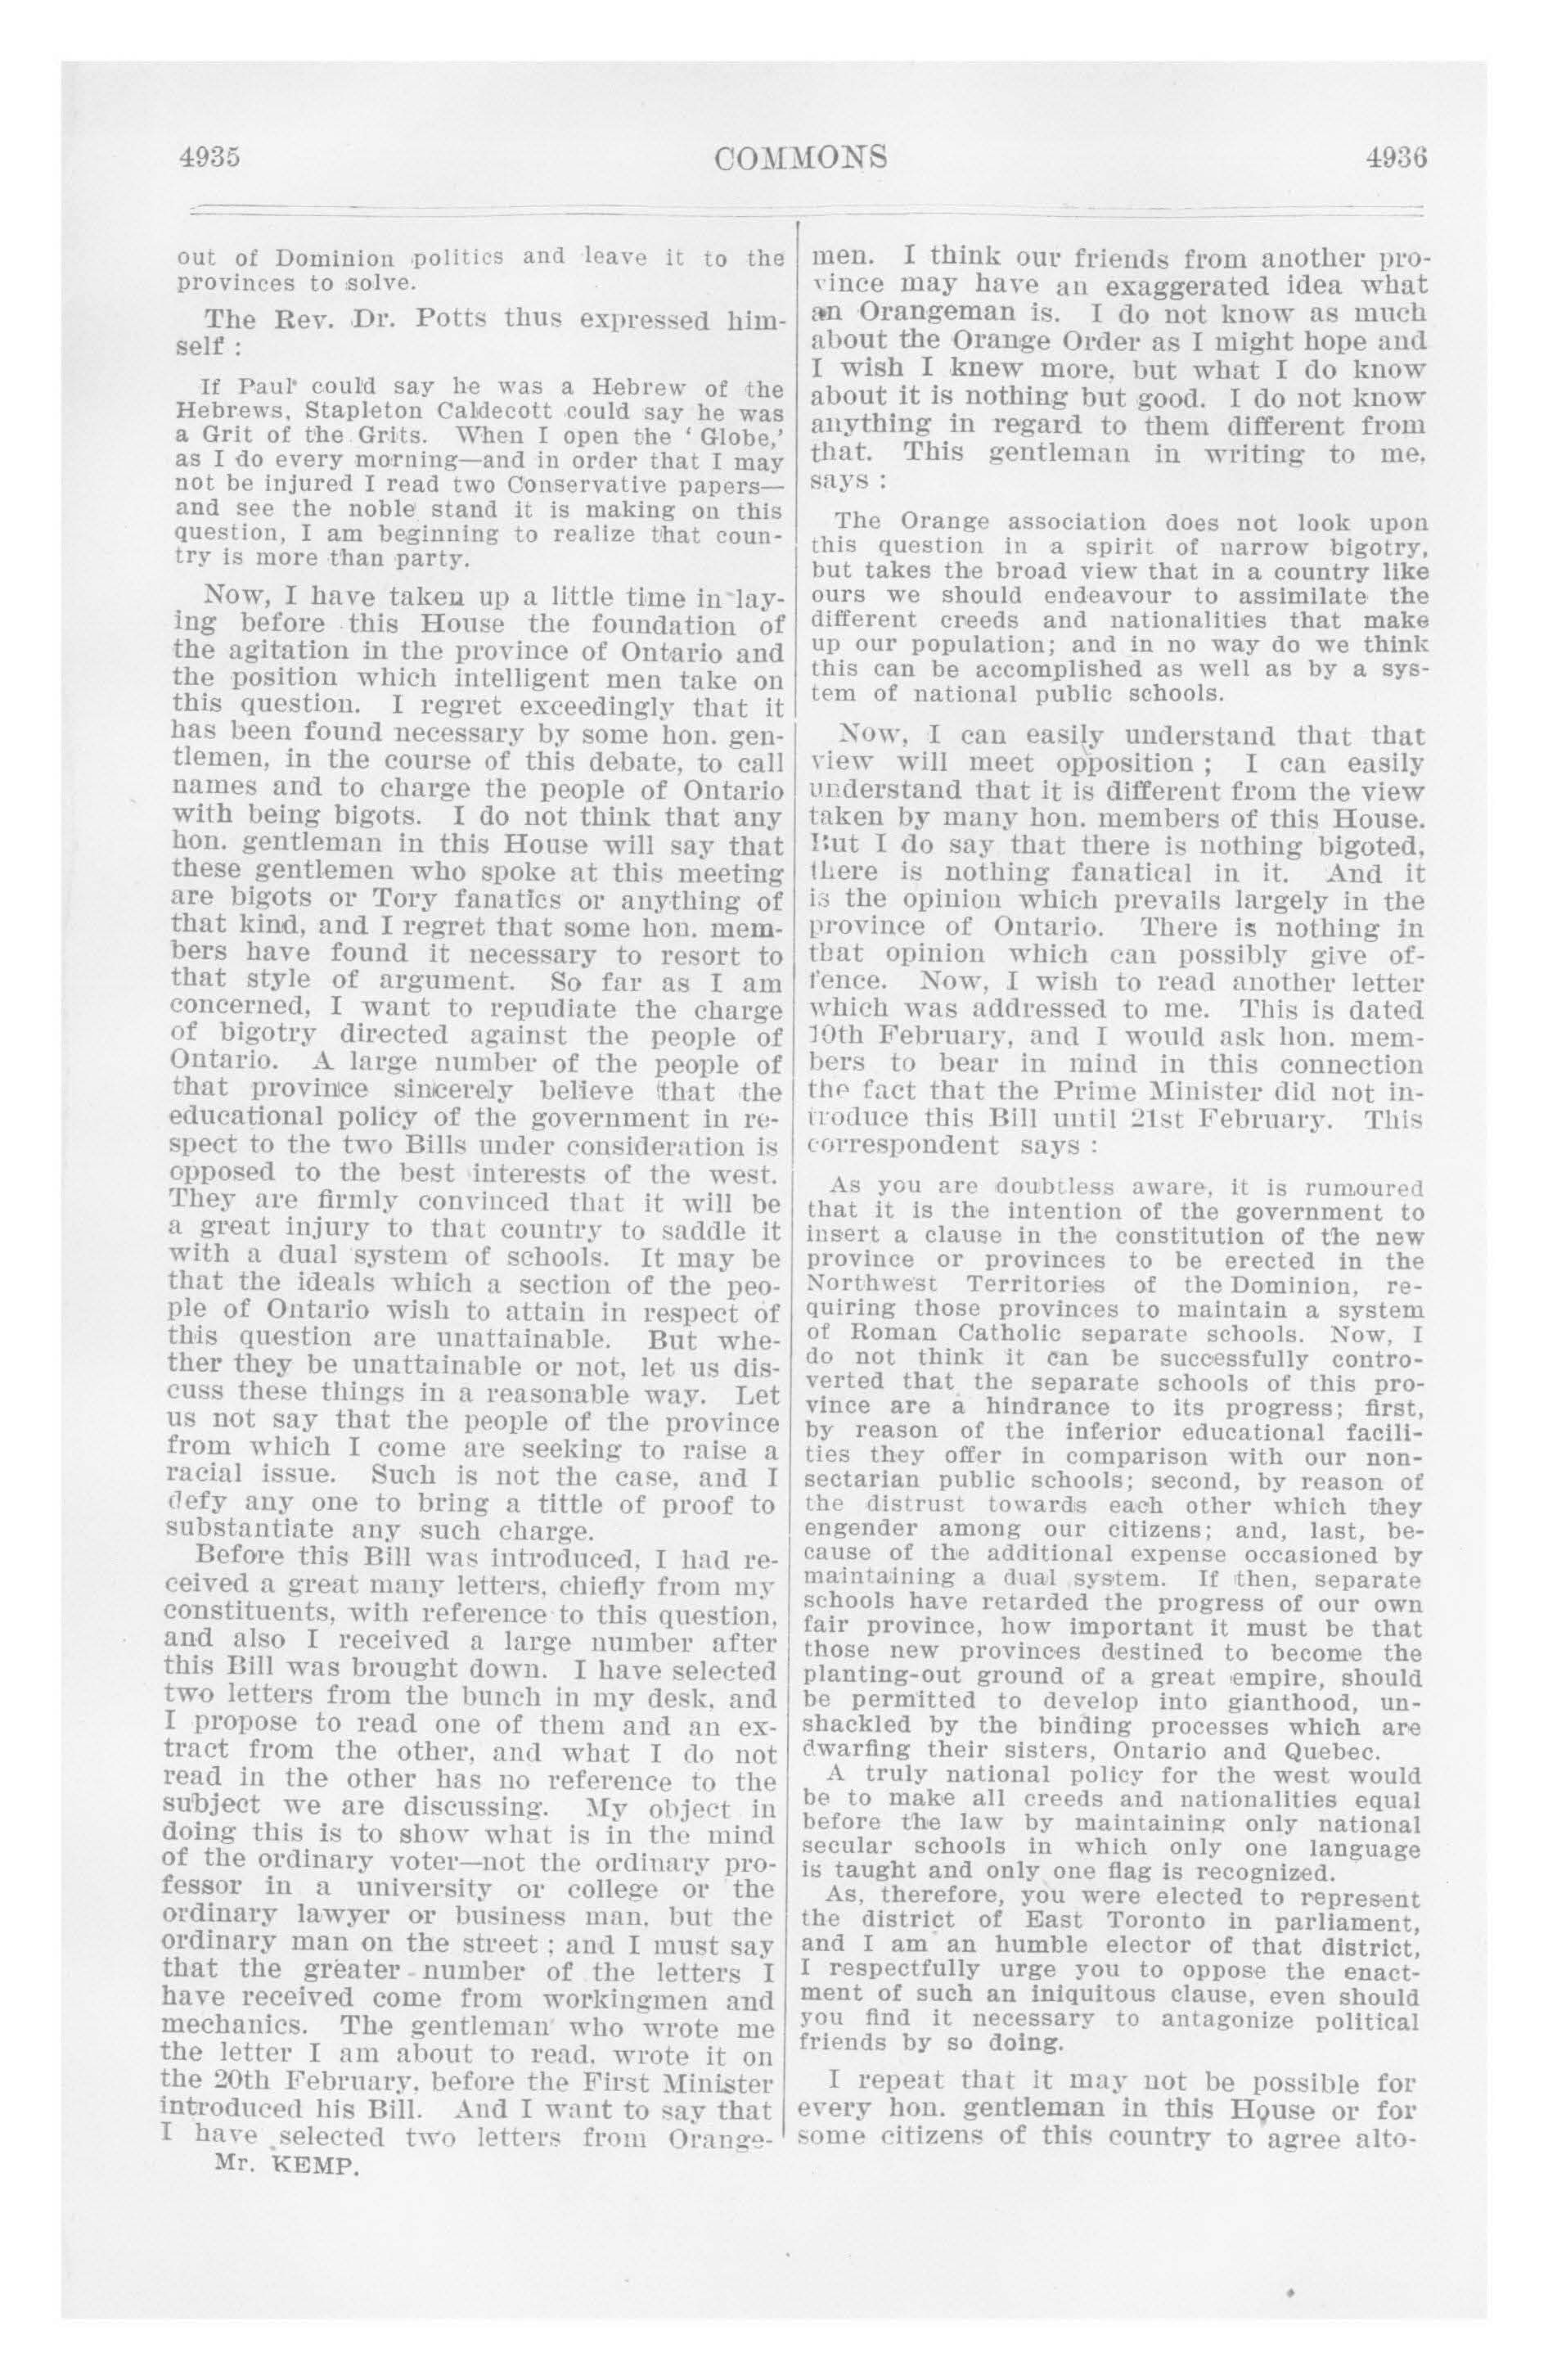 4935
COMMONS
4936
out of Dominion politics and leave it to the
provinces to solve.
The Rev. Dr. Potts thus expressed him-
self :
If Paul could say he was a Hebrew of the
Hebrews, Stapleton Caldecott could say he was
a Grit of the Grits. When I open the ‘ Globe,’
as I do every morning—and in order that I may
not be injured I read two Conservative papers—
and see the noble stand it is making on this
question, I am beginning to realize that coun-
try is more than party.
Now, I have taken up a little time in lay-
ing before this House the foundation of
the agitation in the province of Ontario and
the position which intelligent men take on
this question. I regret exceedingly that it
has been found necessary by some hon. gen-
tlemen, in the course of this debate, to call
names and to charge the people of Ontario
with being bigots. I do not think that any
hon. gentleman in this House will say that
these gentlemen who spoke at this meeting
are bigots or Tory fanatics or anything of
that kind, and I regret that some hon. mem-
bers have found it necessary to resort to
that style of argument. So far as I am
concerned, I want to repudiate the charge
of bigotry directed against the people of
Ontario. A large number of the people of
that province sincerely believe that the
educational policy of the government in re-
spect to the two Bills under consideration is
opposed to the best interests of the west.
They are firmly convinced that it will be
a great injury to that country to saddle it
with a dual system of schools. It may be
that the ideals which a section of the peo-
ple of Ontario wish to attain in respect of
this question are unattainable. But whe-
ther they be unattainable or not, let us dis-
cuss these things in a reasonable way. Let
us not say that the people of the province
from which I come are seeking to raise a
racial issue. Such is not the case, and I
defy any one to bring a tittle of proof to
substantiate any such charge.
Before this Bill was introduced, I had re-
ceived a great many letters, chiefly from my
constituents, with reference to this question,
and also I received a large number after
this Bill was brought down. I have selected
two letters from the bunch in my desk, and
I propose to read one of them and an ex-
tract from the other, and what I do not
read in the other has no reference to the
subject we are discussing. My object in
doing this is to show what is in the mind
of the ordinary voter—not the ordinary pro-
fessor in a university or college or the
ordinary lawyer or business man, but the
ordinary man on the street ; and I must say
that the greater number of the letters I
have received come from workingmen and
mechanics. The gentleman who wrote me
the letter I am about to read, wrote it on
the 20th February, before the First Minister
introduced his Bill. And I want to say that
I have selected two letters from Orange-
Mr. KEMP.
men. I think our friends from another pro-
vince may have an exaggerated idea what
an Orangeman is. I do not know as much
about the Orange Order as I might hope and
I wish I knew more, but what I do know
about it is nothing but good. I do not know
anything in regard to them different from
that. This gentleman in writing to me,
says :
The Orange association does not look upon
this question in a spirit of narrow bigotry,
but takes the broad view that in a country like
ours we should endeavour to assimilate the
different creeds and nationalities that make
up our population; and in no way do we think
this can be accomplished as well as by a sys-
tem of national public schools.
Now, I can easily understand that that
view will meet opposition ; I can easily
understand that it is different from the view
taken by many hon. members of this House.
But I do say that there is nothing bigoted,
there is nothing fanatical in it. And it
is the opinion which prevails largely in the
province of Ontario. There is nothing in
that opinion which can possibly give of-
fence. Now, I wish to read another letter
which was addressed to me. This is dated
10th February, and I would ask hon. mem-
bers to bear in mind in this connection
the fact that the Prime Minister did not in-
troduce this Bill until 21st February. This
correspondent says :
As you are doubtless aware, it is rumoured
that it is the intention of the government to
insert a clause in the constitution of the new
province or provinces to be erected in the
Northwest Territories of the Dominion, re-
quiring those provinces to maintain a system
of Roman Catholic separate schools. Now, I
do not think it can be successfully contro-
verted that the separate schools of this pro-
vince are a hindrance to its progress; first,
by reason of the inferior educational facili-
ties they offer in comparison with our non-
sectarian public schools; second, by reason of
the distrust towards each other which they
engender among our citizens; and, last, be-
cause of the additional expense occasioned by
maintaining a dual system. If then, separate
schools have retarded the progress of our own
fair province, how important it must be that
those new provinces destined to become the
planting-out ground of a great empire, should
be permitted to develop into gianthood, un-
shackled by the binding processes which are
dwarfing their sisters, Ontario and Quebec.
A truly national policy for the west would
be to make all creeds and nationalities equal
before the law by maintaining only national
secular schools in which only one language
is taught and only one flag is recognized.
As, therefore, you were elected to represent
the district of East Toronto in parliament,
and I am an humble elector of that district,
I respectfully urge you to oppose the enact-
ment of such an iniquitous clause, even should
you find it necessary to antagonize political
friends by so doing.
I repeat that it may not be possible for
every hon. gentleman in this House or for
some citizens of this country to agree alto-